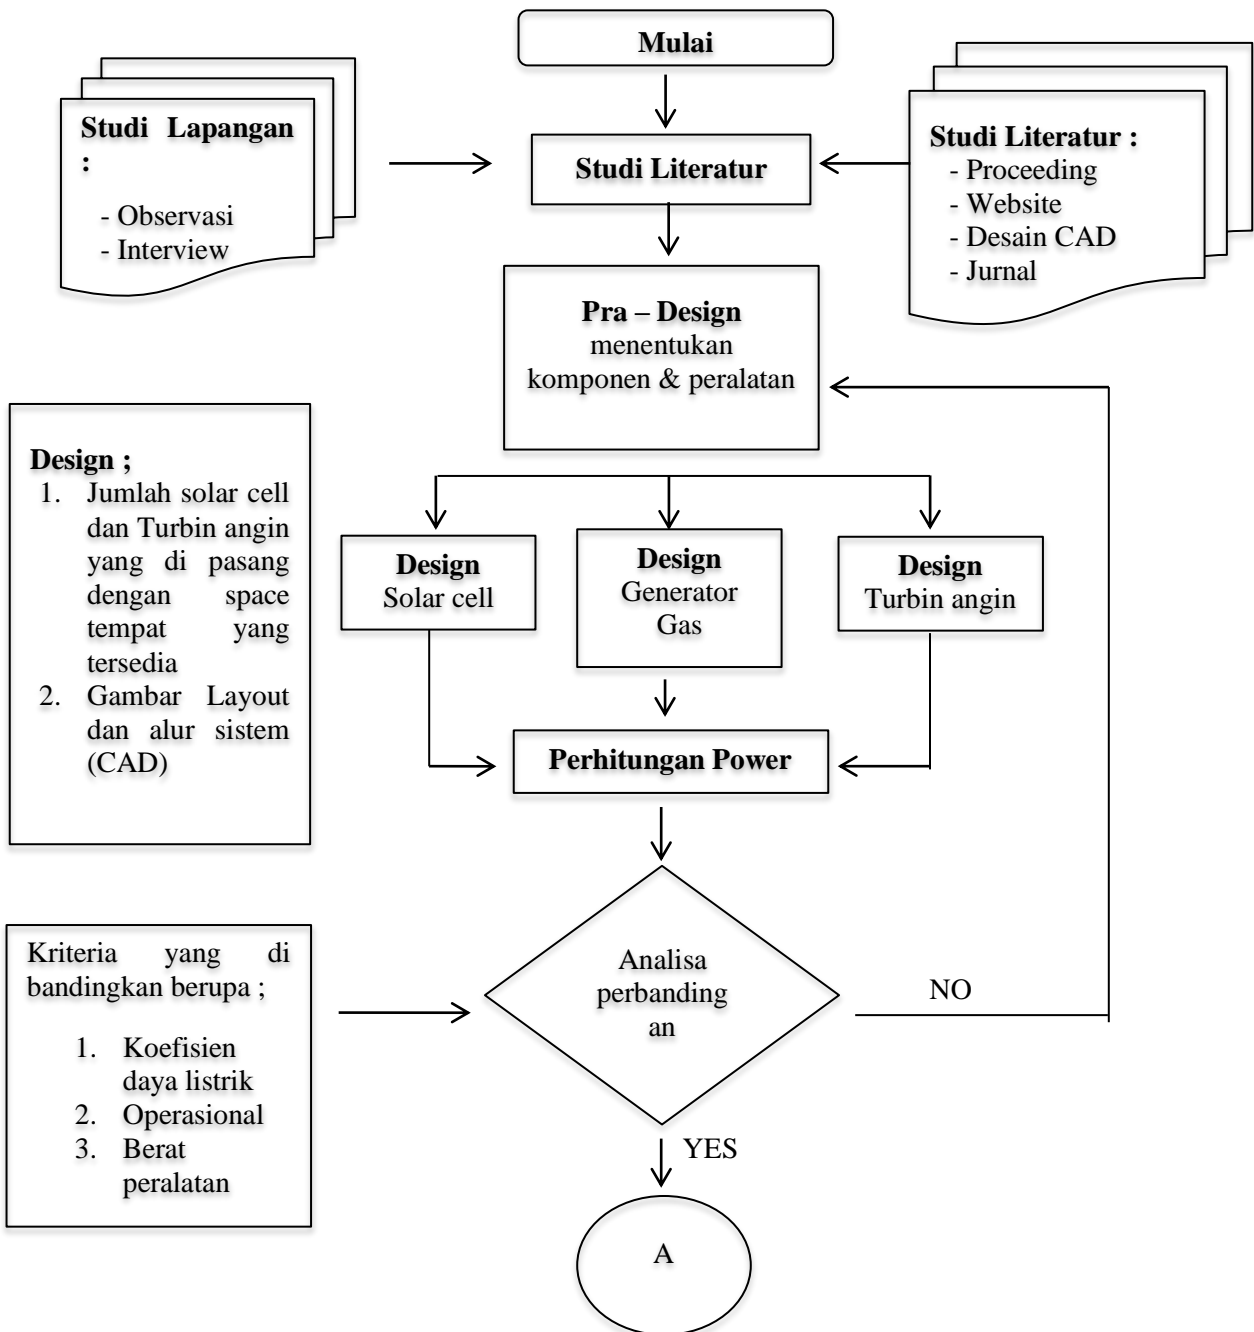 Mulai
Studi Lapangan
:
- Observasi
- Interview
Studi Literatur
Studi Literatur :
- Proceeding
- Website
- Desain CAD
- Jurnal
Pra – Design
menentukan
komponen & peralatan
Design ;
1. Jumlah solar cell
dan Turbin angin
yang di pasang
dengan space
tempat yang
tersedia
2. Gambar Layout
dan alur sistem
(CAD)
Design
Solar cell
Design
Generator
Gas
Design
Turbin angin
Perhitungan Power
Kriteria yang di
bandingkan berupa ;
1. Koefisien
daya listrik
2. Operasional
3. Berat
peralatan
Analisa
perbanding
an
NO
YES
A